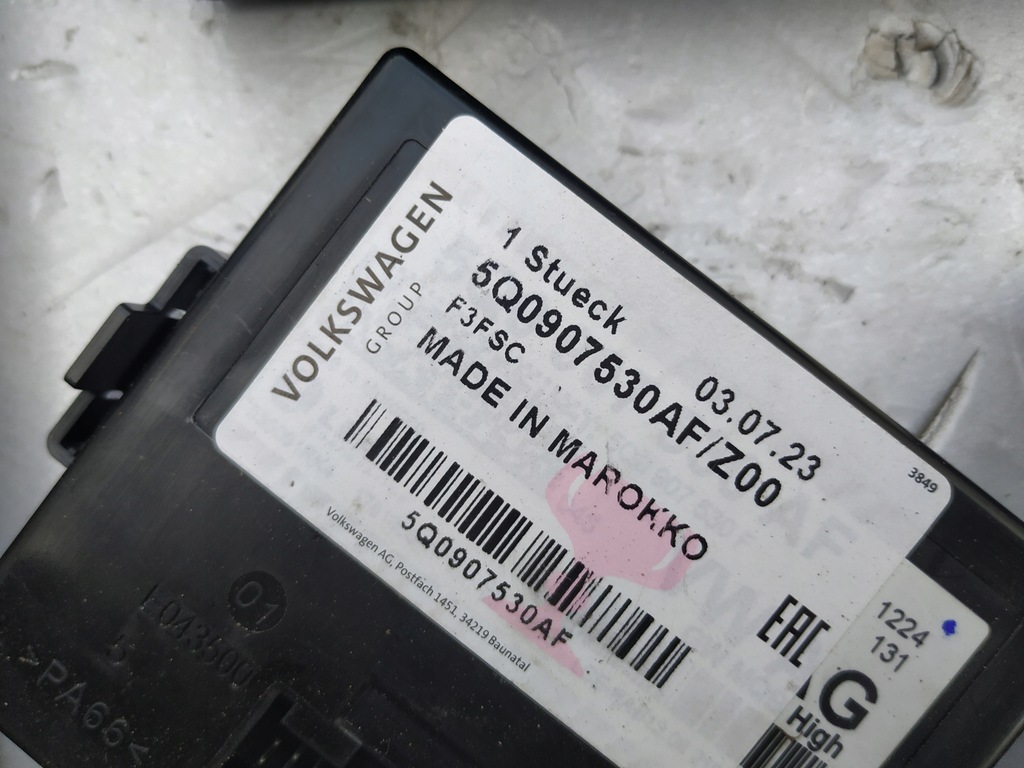 VOLKSWAGEN
GROUP
1 Stueck
03.07.23
5Q0907530AF/Z00
F3FSC
MADE IN MAROKKO
3849
5Q0907530AF
Volkswagen AG, Postfach 1451, 34219 Baunatal
EAC
1224
131
G
High
01
>PA66<